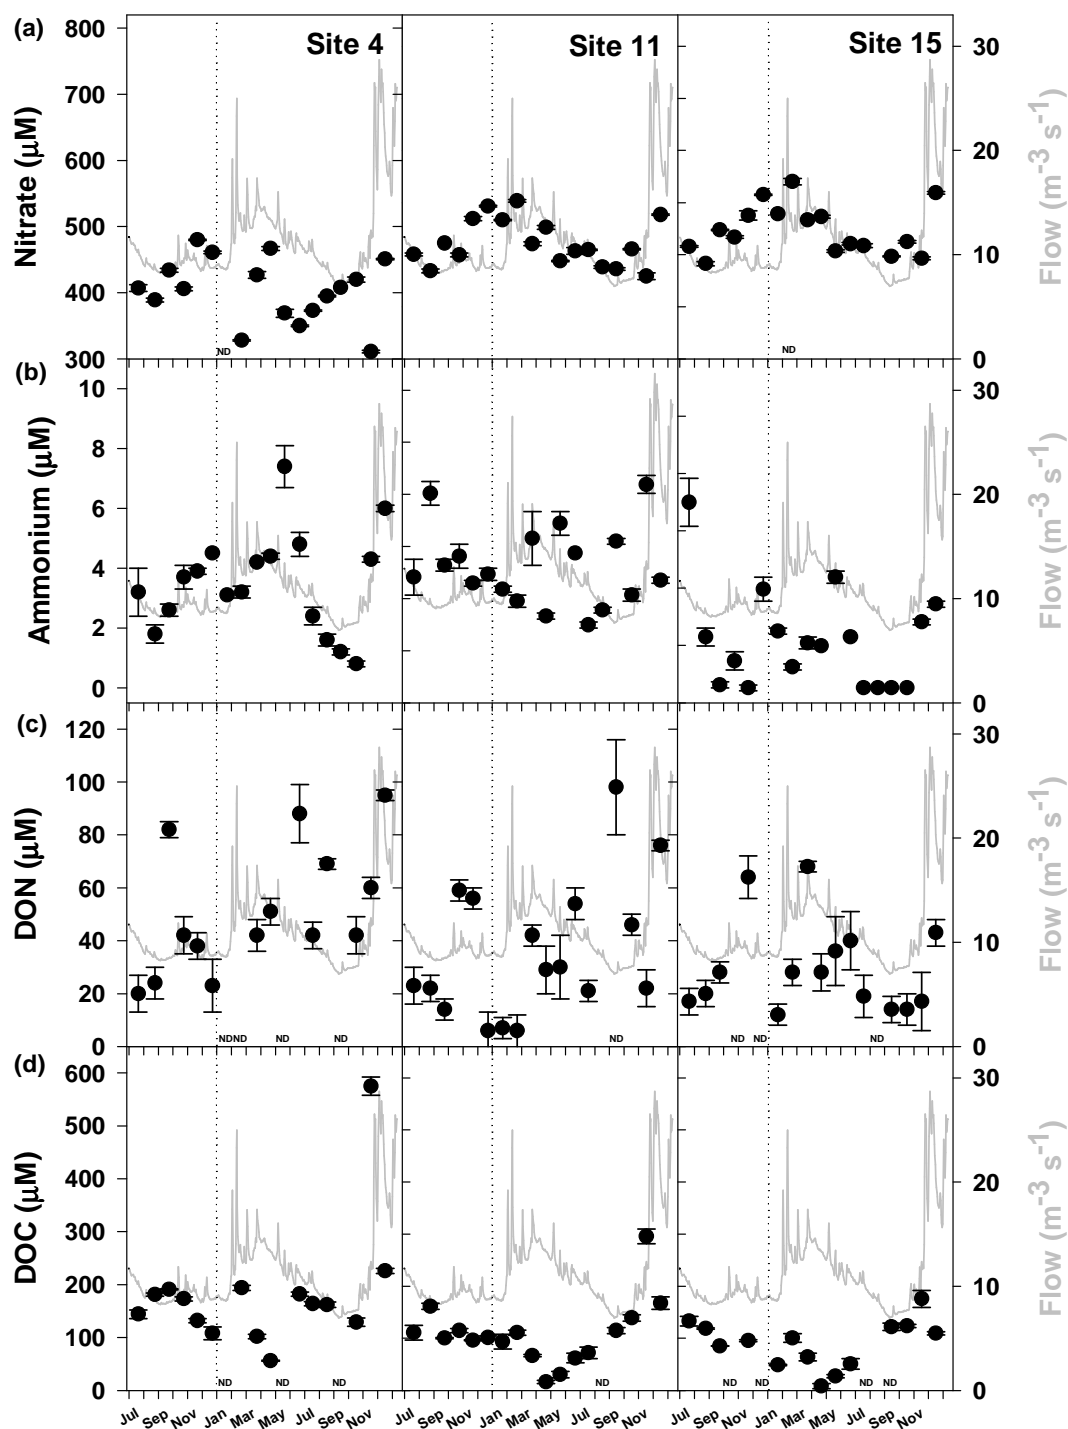 (a)
Site 4
Site 11
Site 15
Nitrate (μM)
800
700
600
500
400
300
ND
ND
30
20
10
0
Flow (m-3 s-1)
(b)
Ammonium (μM)
10
8
6
4
2
0
30
20
10
0
Flow (m-3 s-1)
(c)
DON (μM)
120
100
80
60
40
20
0
ND ND ND ND
ND
ND ND ND
30
20
10
0
Flow (m-3 s-1)
(d)
DOC (μM)
600
500
400
300
200
100
0
ND ND ND
ND
ND ND ND ND
30
20
10
0
Flow (m-3 s-1)
Jul Sep Nov Jan Mar May Jul Sep Nov
Jul Sep Nov Jan Mar May Jul Sep Nov
Jul Sep Nov Jan Mar May Jul Sep Nov